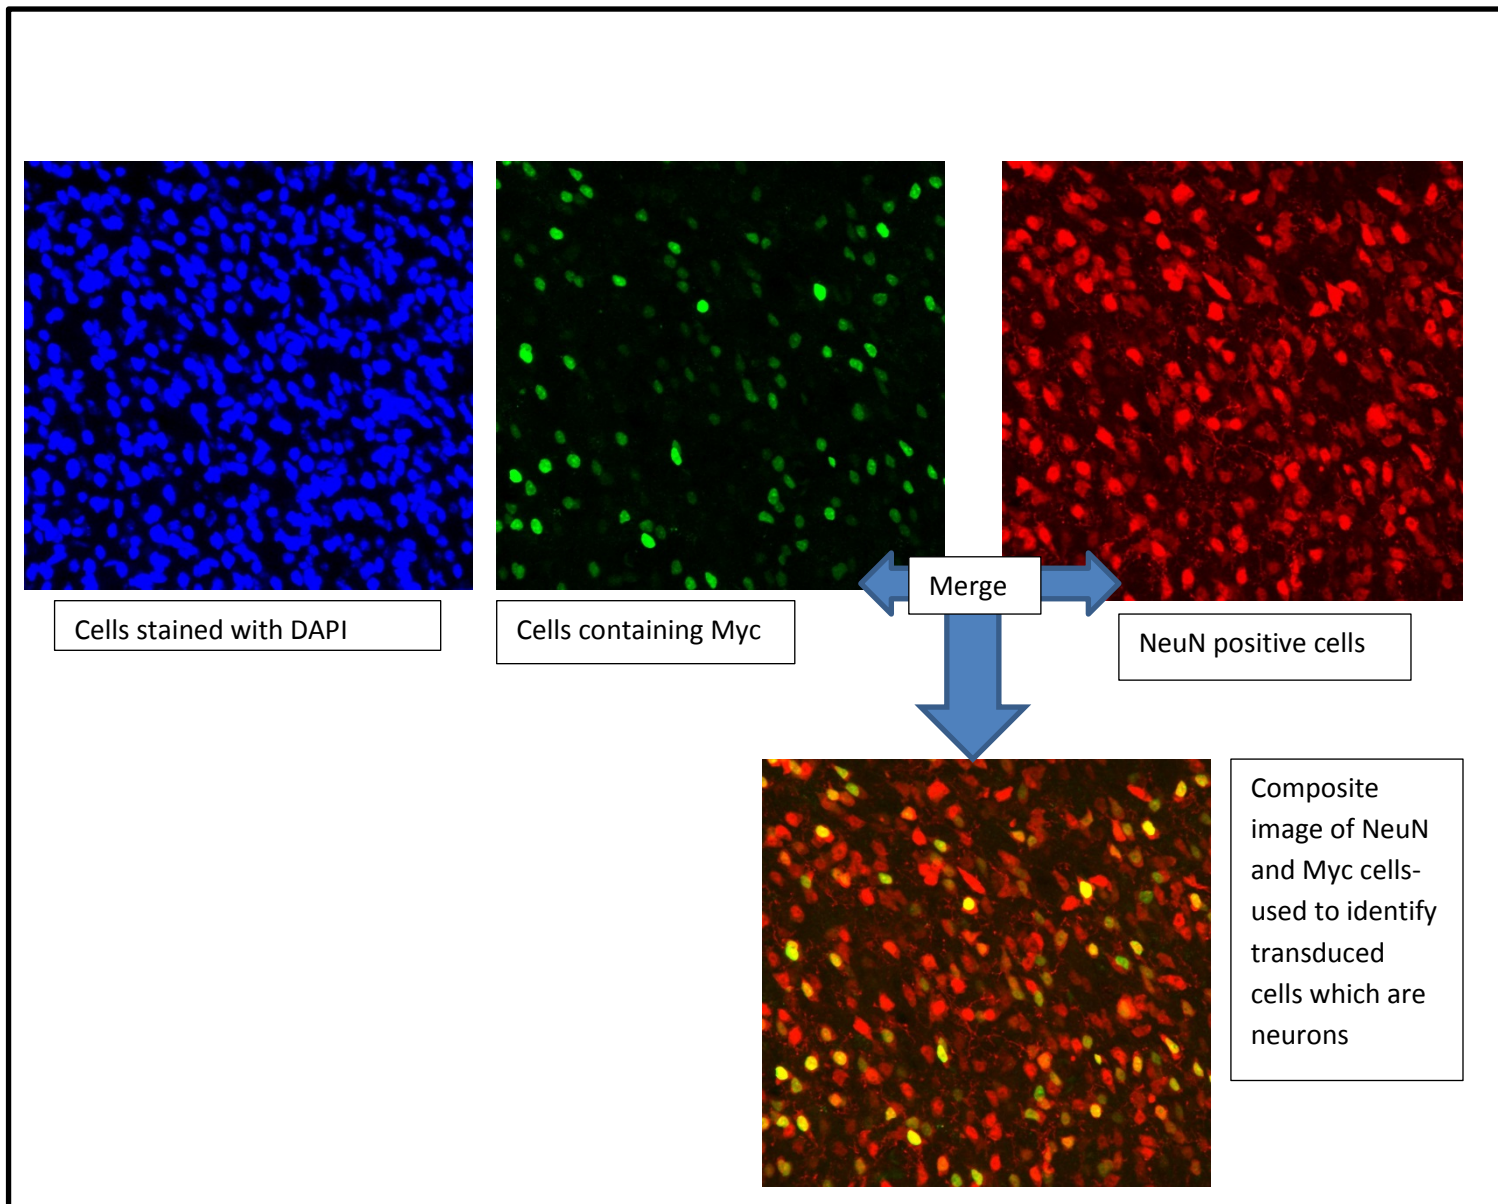 Cells stained with DAPI
Cells containing Myc
Merge
NeuN positive cells
Composite
image of NeuN
and Myc cells-
used to identify
transduced
cells which are
neurons